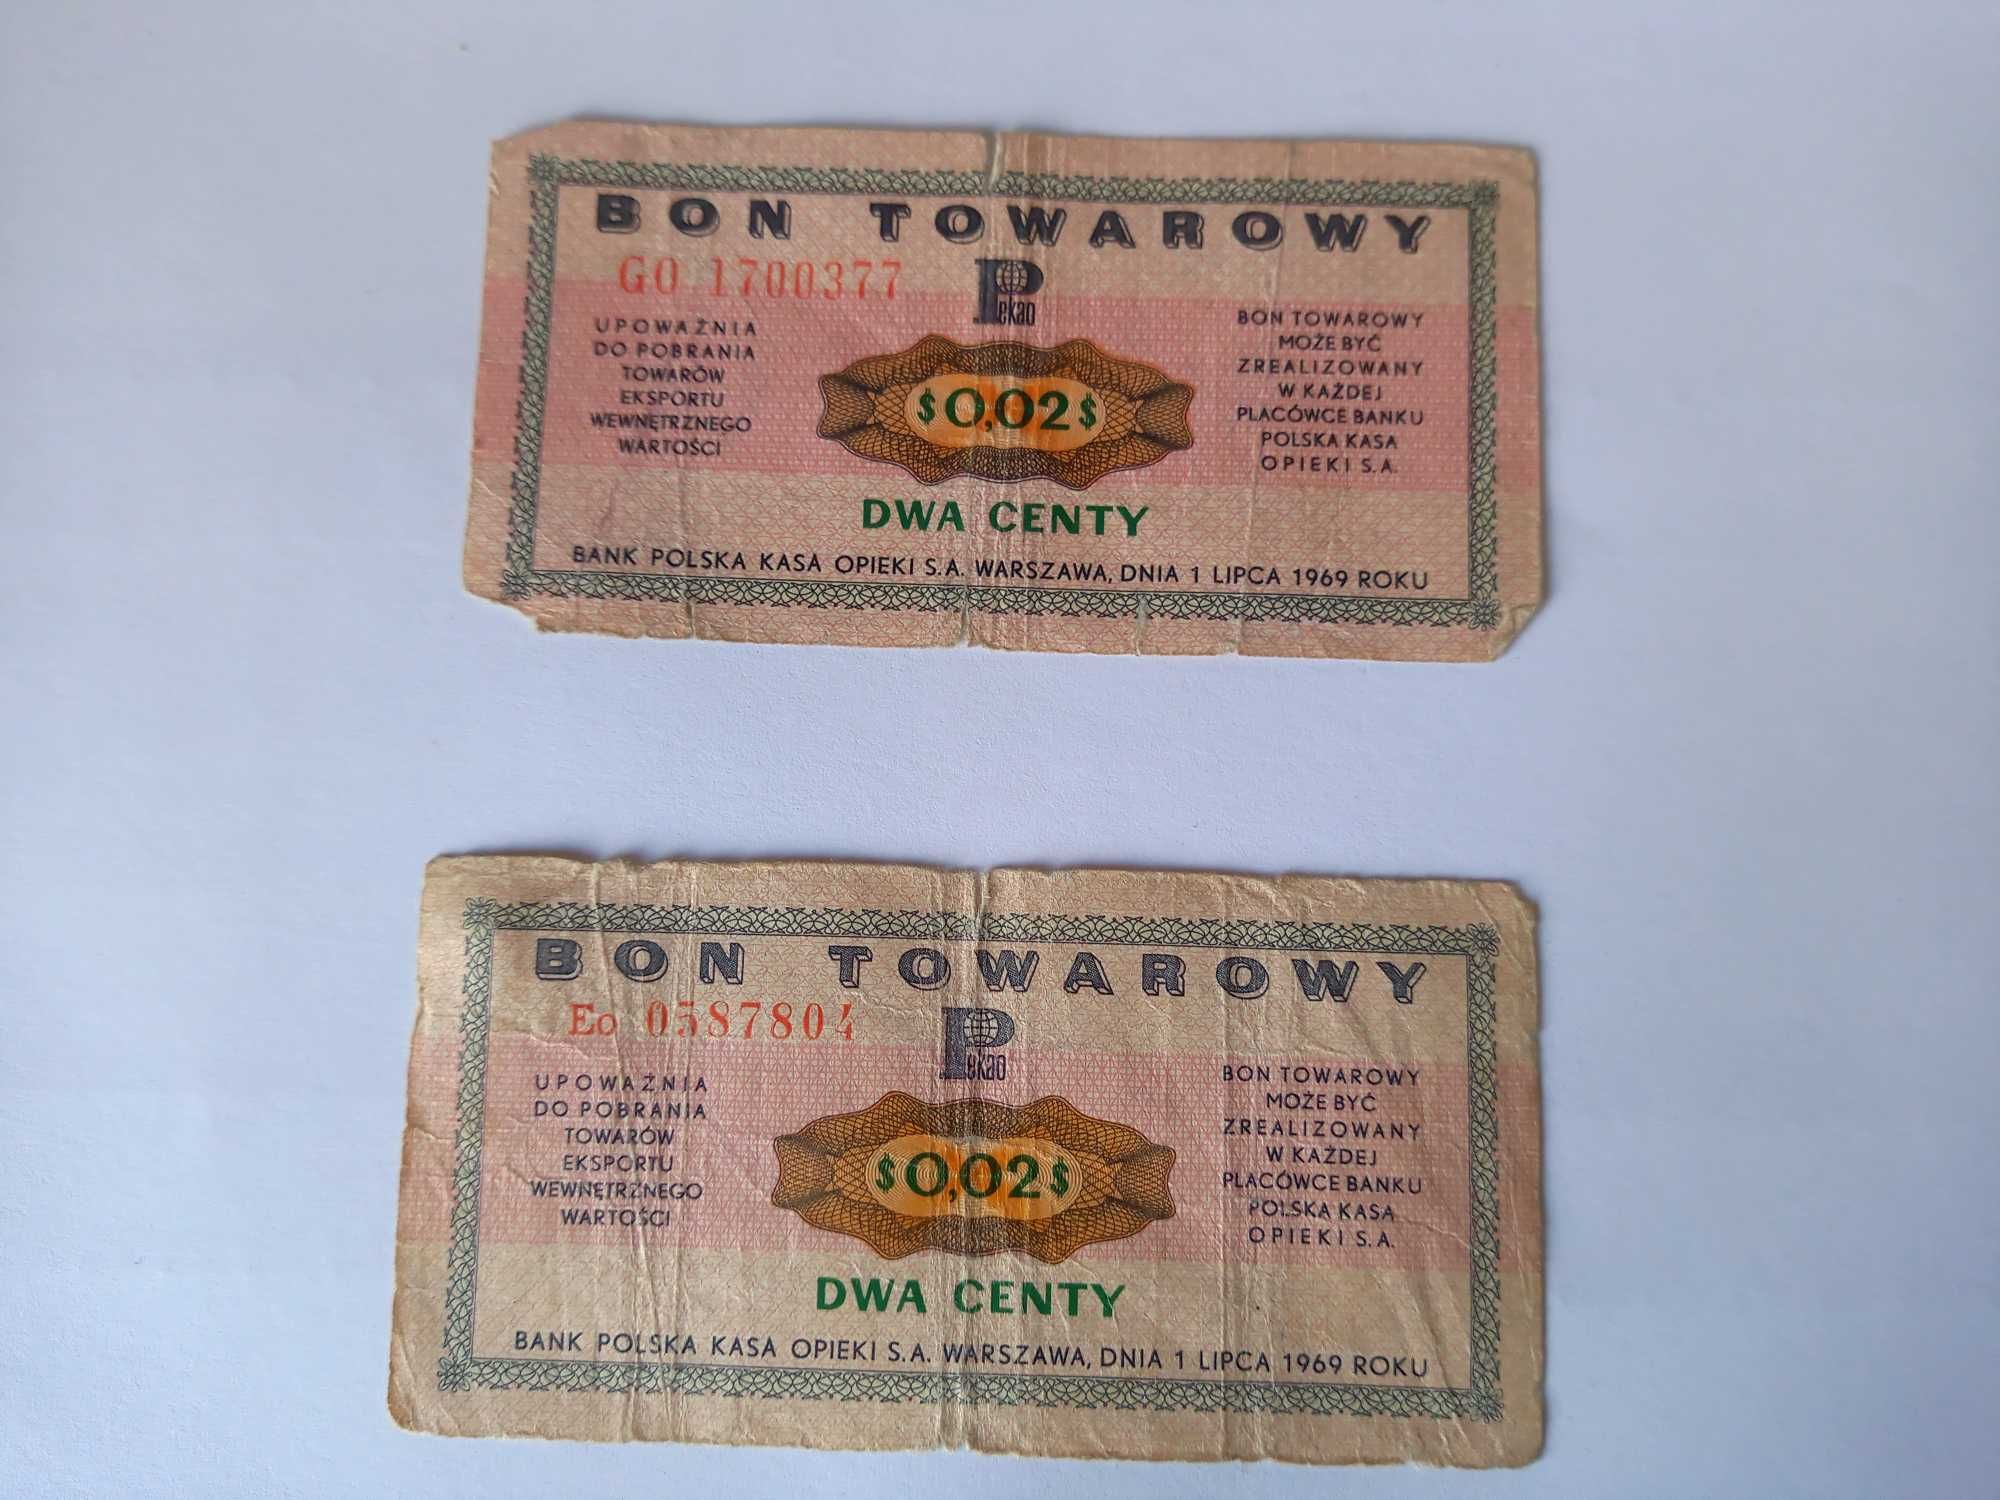 BON TOWAROWY
GO 1700377
Pekao
UPOWAŻNIA
DO POBRANIA
TOWARÓW
EKSPORTU
WEWNĘTRZNEGO
WARTOŚCI
$0,02$
BON TOWAROWY
MOŻE BYĆ
ZREALIZOWANY
W KAŻDEJ
PLACÓWCE BANKU
POLSKA KASA
OPIEKI S.A.
DWA CENTY
BANK POLSKA KASA OPIEKI S.A. WARSZAWA, DNIA 1 LIPCA 1969 ROKU
BON TOWAROWY
Eo 0587804
Pekao
UPOWAŻNIA
DO POBRANIA
TOWARÓW
EKSPORTU
WEWNĘTRZNEGO
WARTOŚCI
$0,02$
BON TOWAROWY
MOŻE BYĆ
ZREALIZOWANY
W KAŻDEJ
PLACÓWCE BANKU
POLSKA KASA
OPIEKI S.A.
DWA CENTY
BANK POLSKA KASA OPIEKI S.A. WARSZAWA, DNIA 1 LIPCA 1969 ROKU